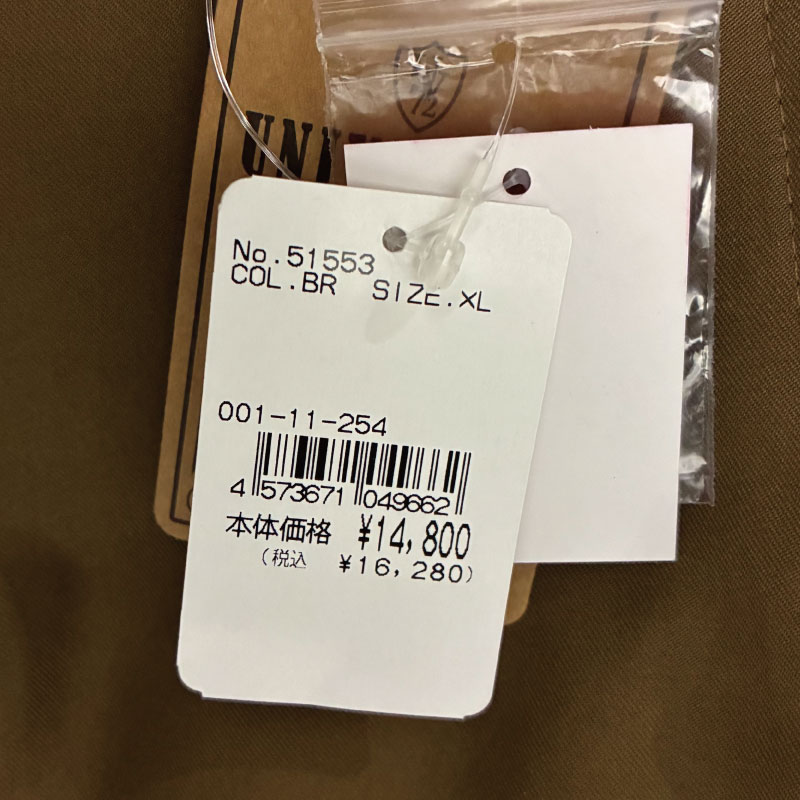 No.51553
COL.BR SIZE.XL
001-11-254
4 573671 049662
本体価格 ¥14,800
(税込 ¥16,280)